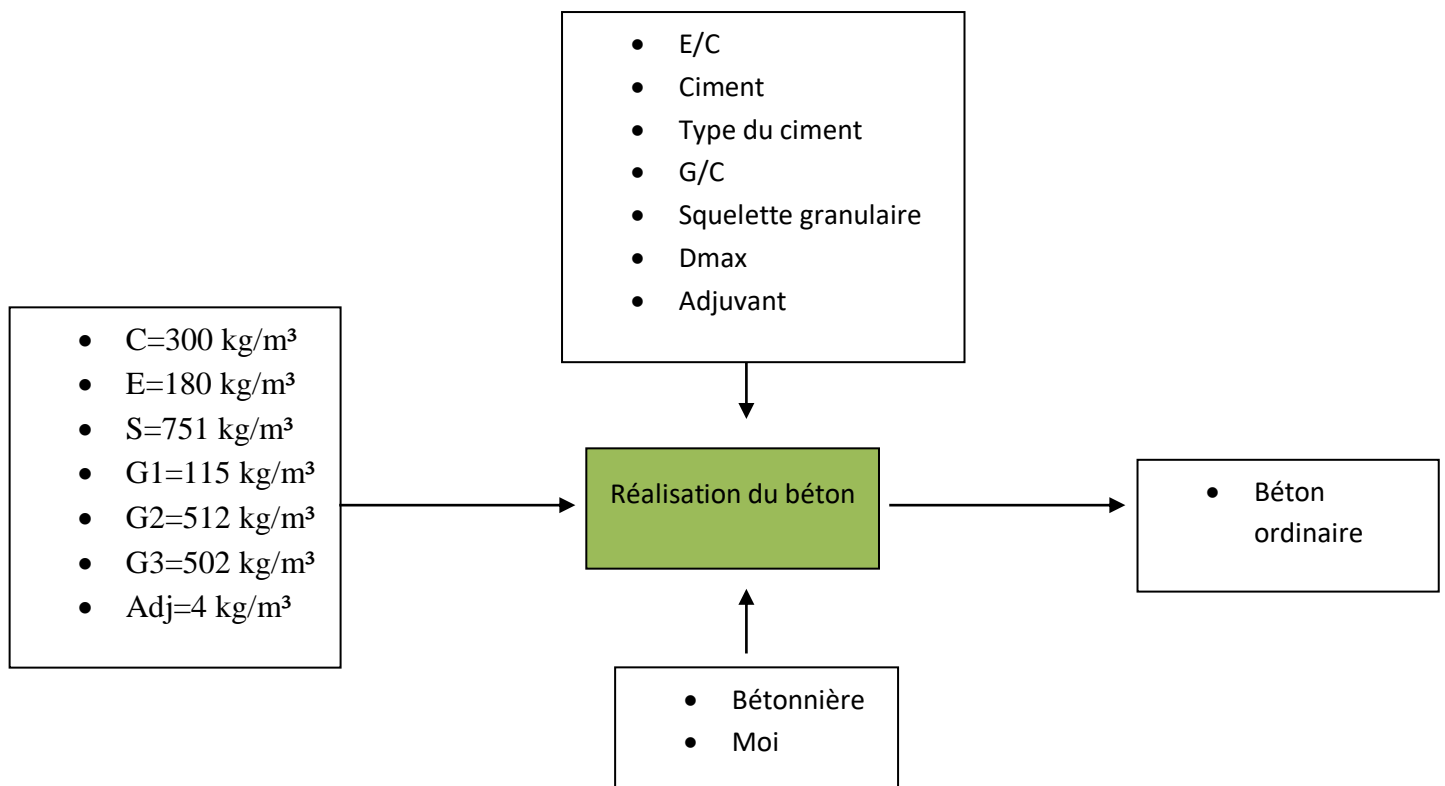 • E/C
• Ciment
• Type du ciment
• G/C
• Squelette granulaire
• Dmax
• Adjuvant
• C=300 kg/m³
• E=180 kg/m³
• S=751 kg/m³
• G1=115 kg/m³
• G2=512 kg/m³
• G3=502 kg/m³
• Adj=4 kg/m³
Réalisation du béton
• Béton
ordinaire
• Bétonnière
• Moi